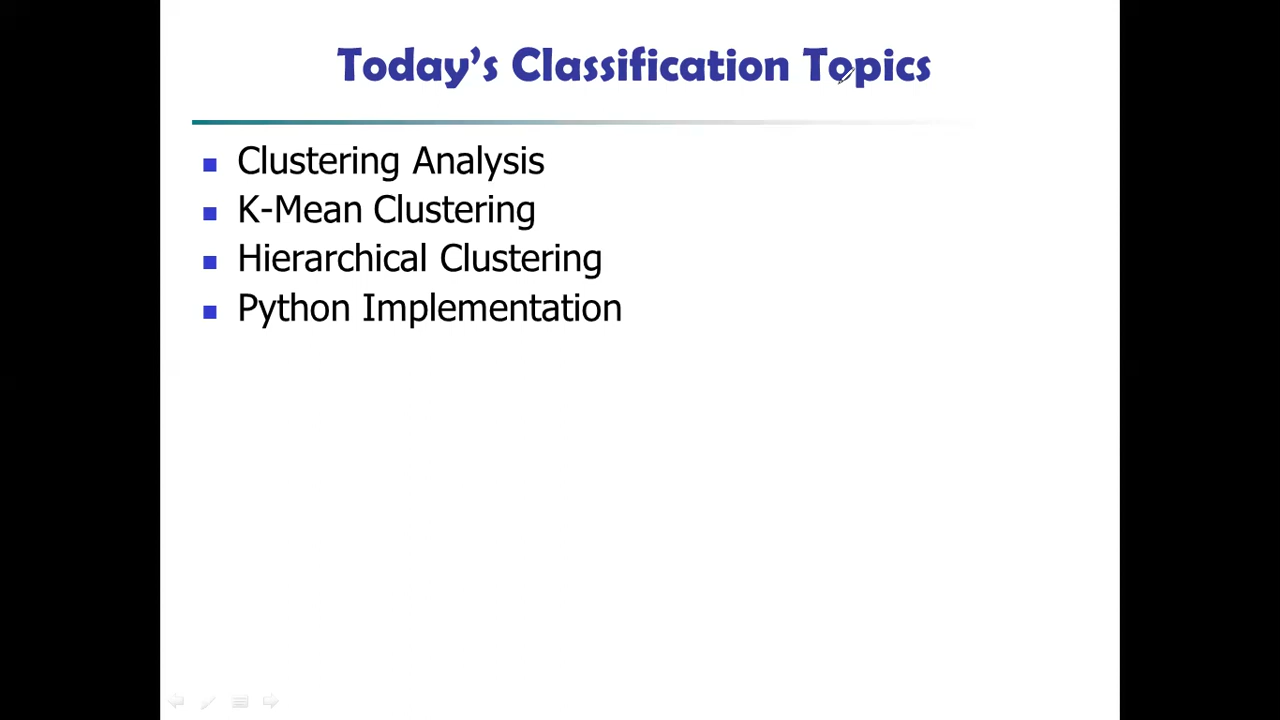 Today’s Classification Topics
Clustering Analysis
K-Mean Clustering
Hierarchical Clustering
Python Implementation